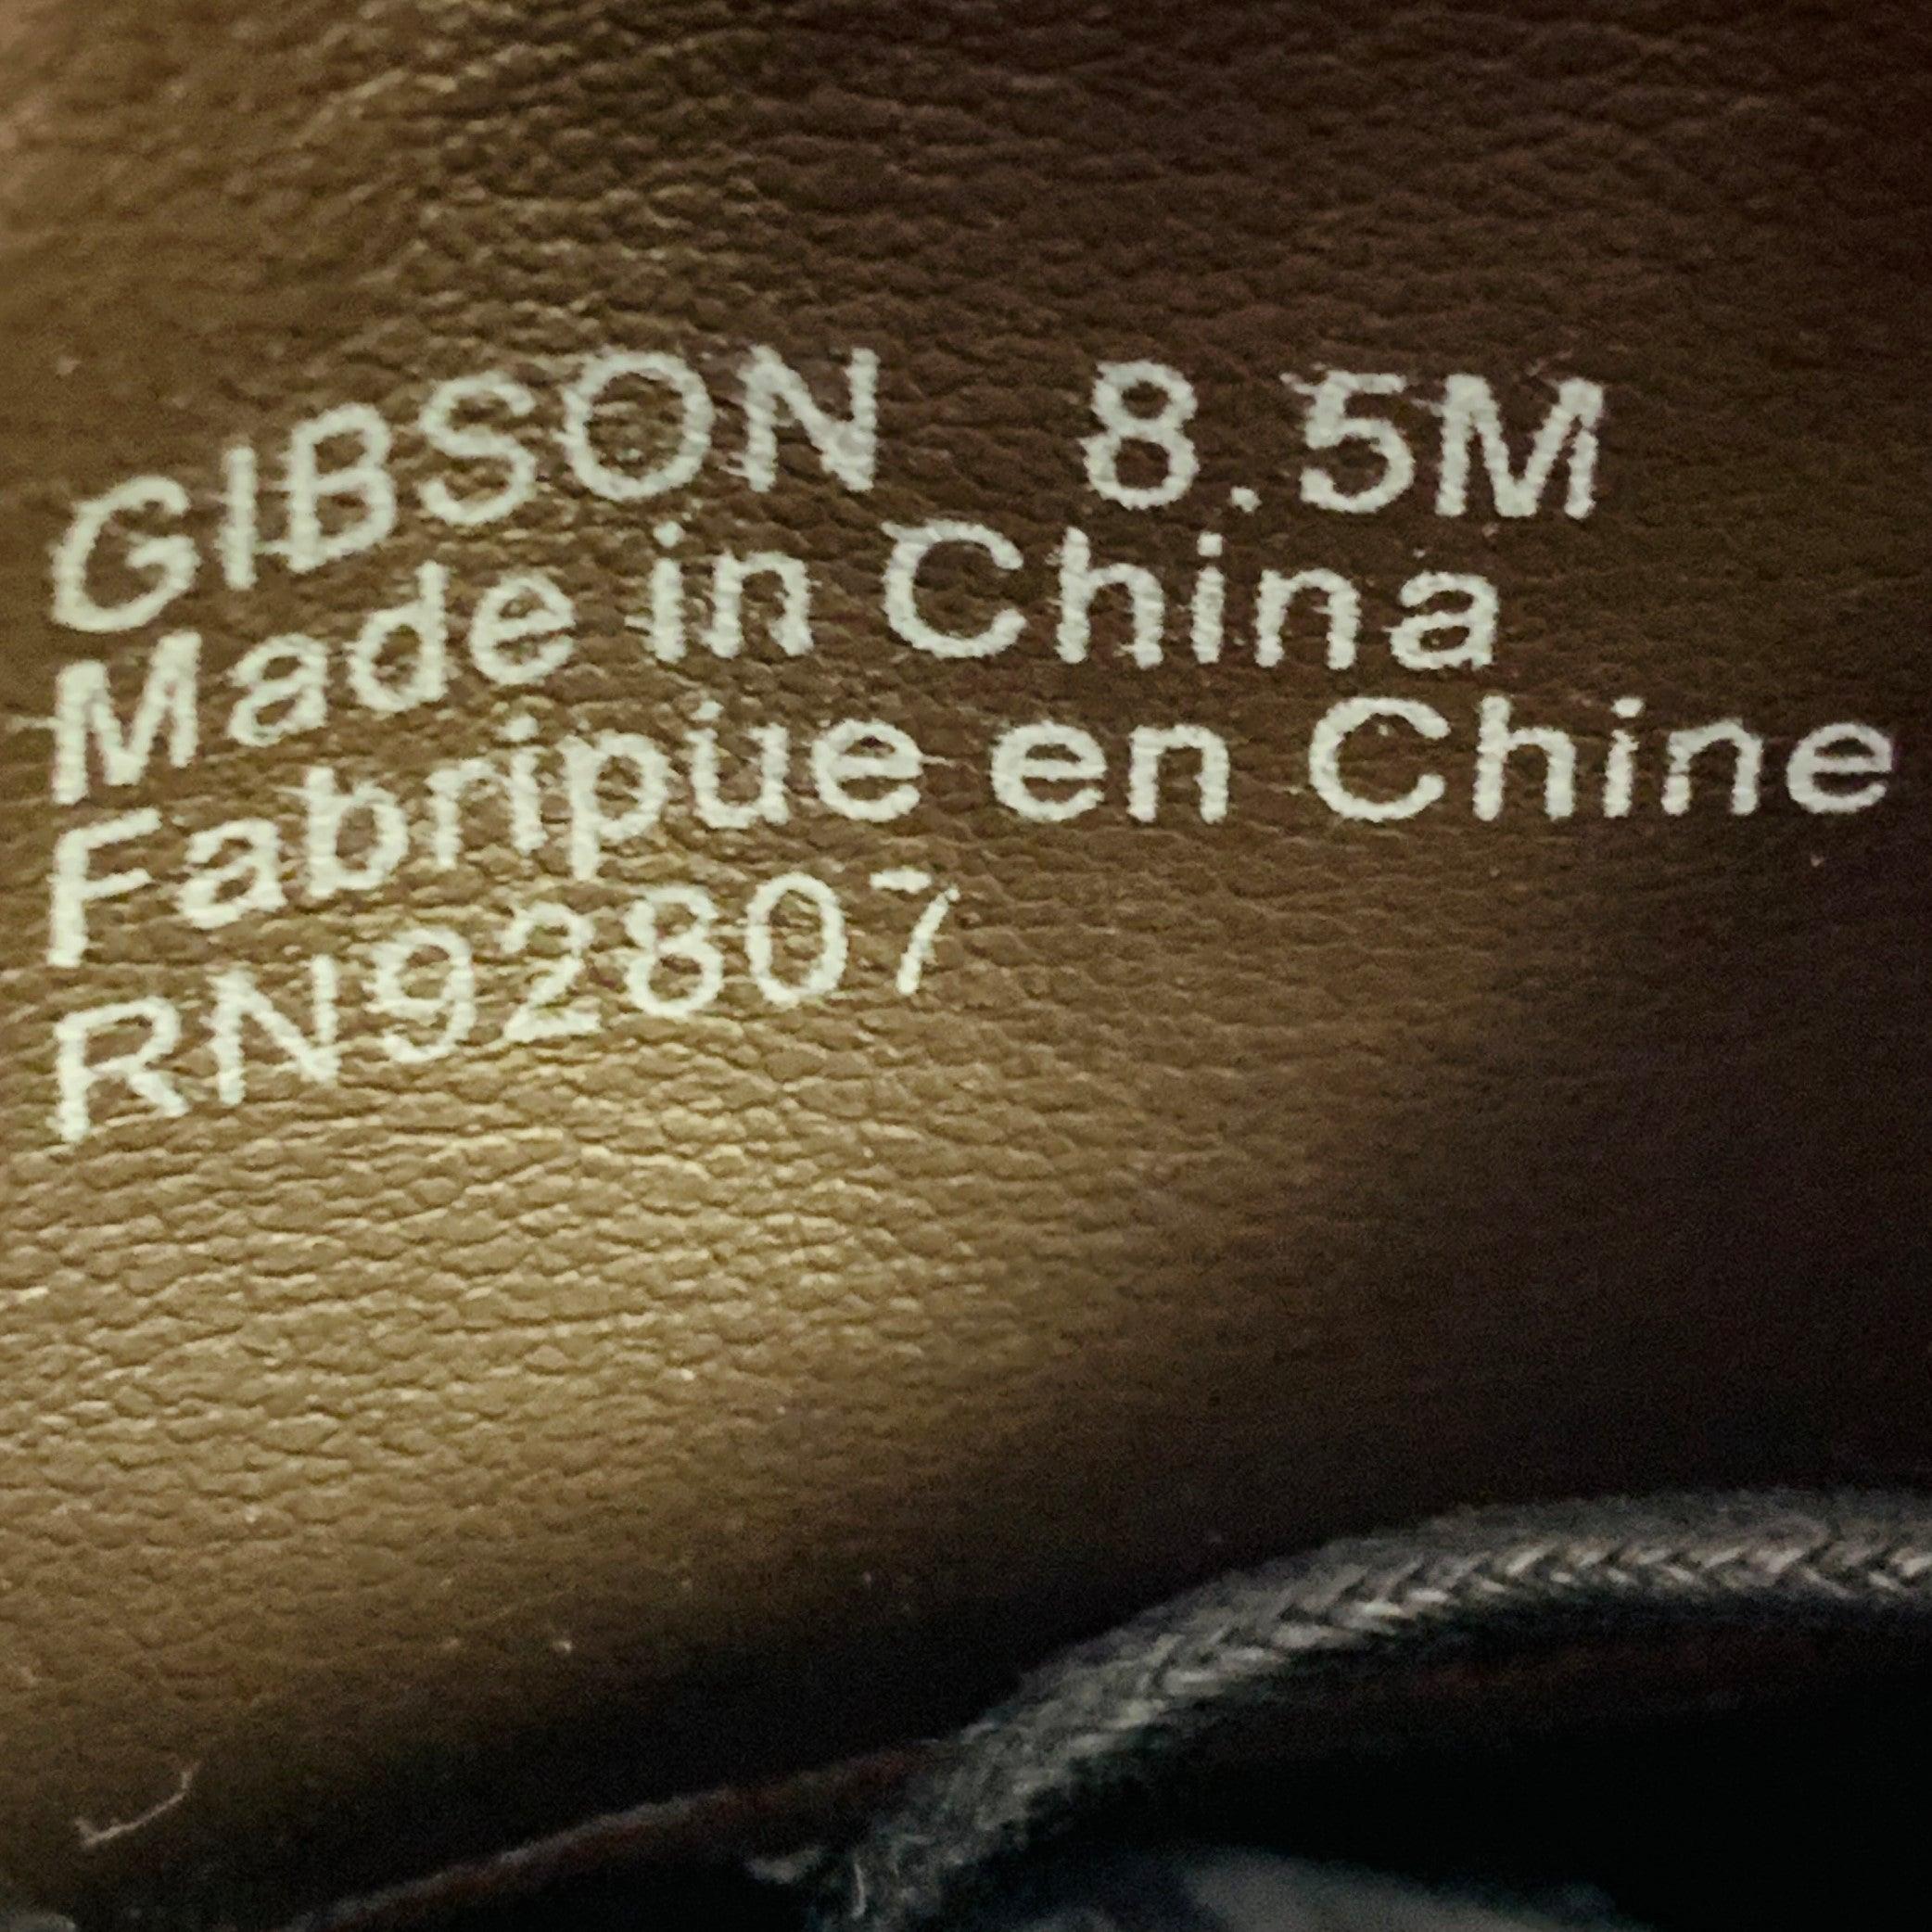 GIBSON 8.5M
Made in China
Fabripue en Chine
RN92807